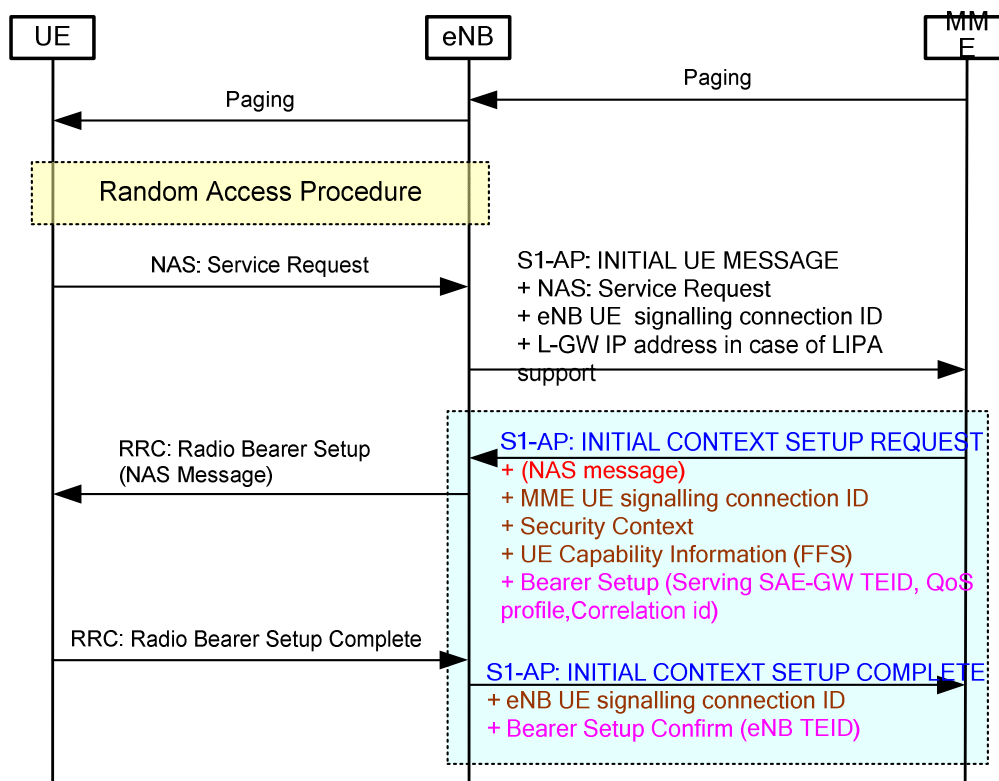 UE
eNB
MM
E
Paging
Paging
Random Access Procedure
NAS: Service Request
S1-AP: INITIAL UE MESSAGE
+ NAS: Service Request
+ eNB UE  signalling connection ID
+ L-GW IP address in case of LIPA
support
RRC: Radio Bearer Setup
(NAS Message)
S1-AP: INITIAL CONTEXT SETUP REQUEST
+ (NAS message)
+ MME UE signalling connection ID
+ Security Context
+ UE Capability Information (FFS)
+ Bearer Setup (Serving SAE-GW TEID, QoS
profile,Correlation id)
RRC: Radio Bearer Setup Complete
S1-AP: INITIAL CONTEXT SETUP COMPLETE
+ eNB UE signalling connection ID
+ Bearer Setup Confirm (eNB TEID)